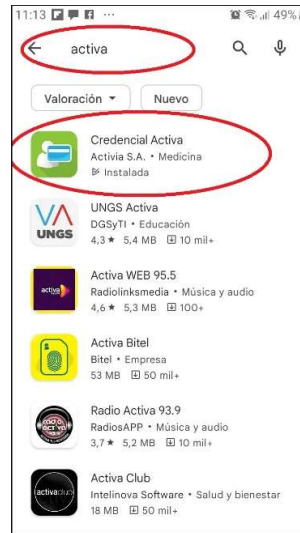 11:13 ... 49%
activa
Valoración Nuevo
Credencial Activa
Activia S.A. • Medicina
Instalada
UNGS
UNGS Activa
DGSyTI • Educación
4,3 ★ 5,4 MB 10 mil+
activa
Activa WEB 95.5
Radiolinksmedia • Música y audio
4,6 ★ 5,3 MB 100+
Activa Bitel
Bitel • Empresa
53 MB 50 mil+
Radio Activa 93.9
RadiosAPP • Música y audio
3,7 ★ 5,2 MB 10 mil+
activaclub
Activa Club
Intelinova Software • Salud y bienestar
18 MB 50 mil+